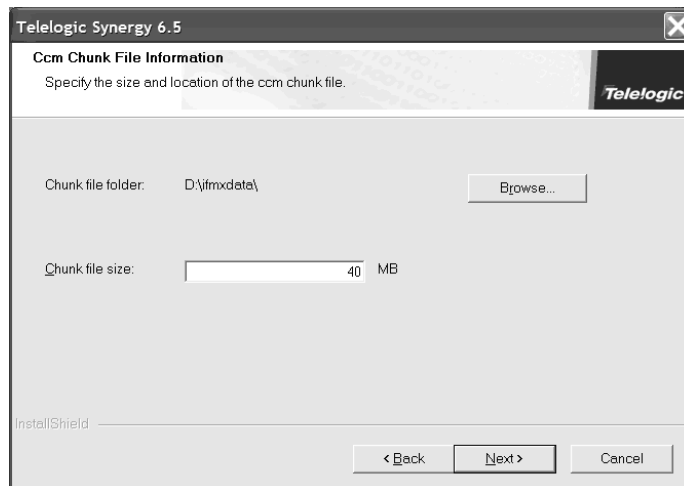 Telelogic Synergy 6.5
Ccm Chunk File Information
Specify the size and location of the ccm chunk file.
Telelogic
Chunk file folder: D:\ifmxdata\ Browse...
Chunk file size: 40 MB
InstallShield
< Back Next > Cancel